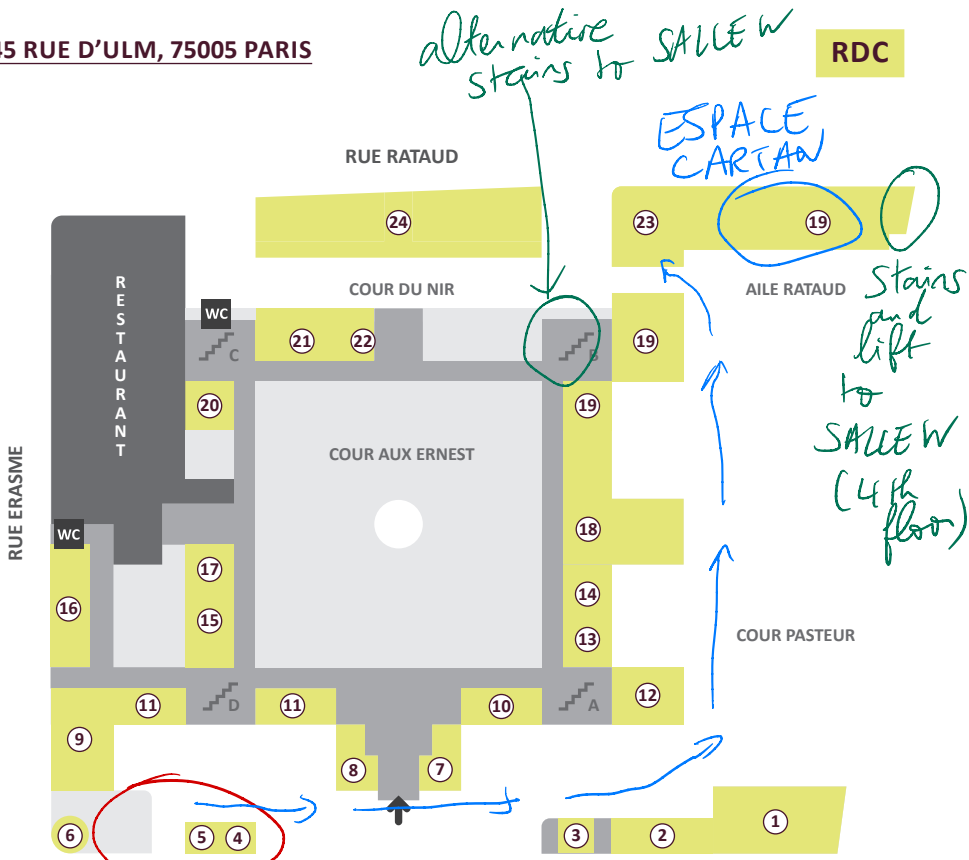 45 RUE D'ULM, 75005 PARIS
alternative
stairs to SALLE W
RDC
ESPACE
CARTAN
RUE RATAUD
24
23
19
COUR DU NIR
AILE RATAUD
Stairs
and
lift
to
SALLE W
(4th
floor)
WC
C
21
22
B
19
RESTAURANT
20
19
COUR AUX ERNEST
RUE ERASME
WC
18
17
14
16
15
13
COUR PASTEUR
11
D
11
10
A
12
9
8
7
6
5
4
3
2
1